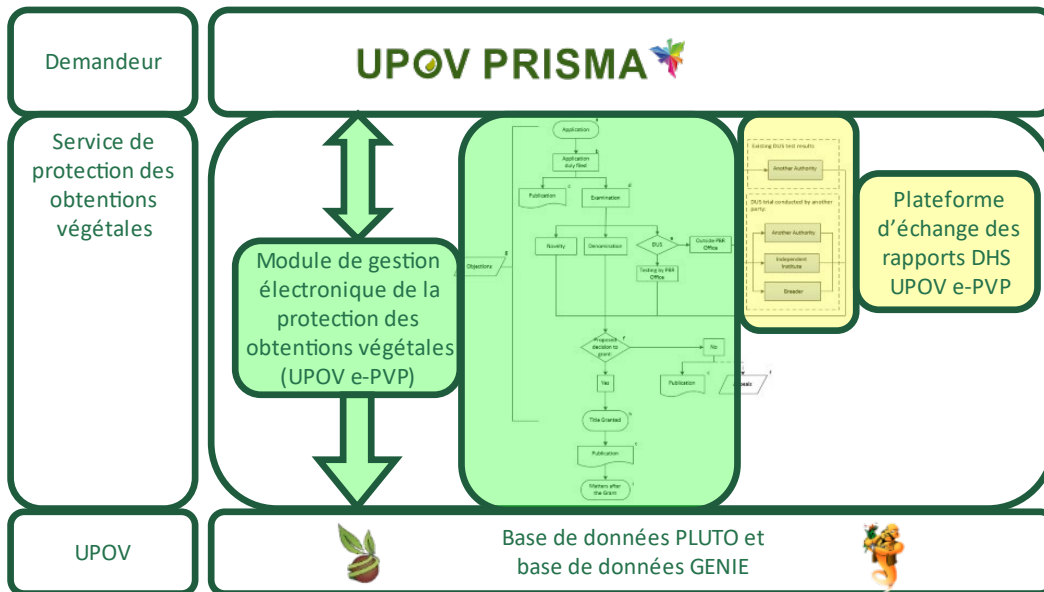 Demandeur
UPOV PRISMA
Service de
protection des
obtentions
végétales
Module de gestion
électronique de la
protection des
obtentions végétales
(UPOV e-PVP)
Application
Application
duly filed
Publication
Examination
Objections
Novelty
Denomination
DUS
Outside PBR
Office
Testing by PBR
Office
Proposed
decision to
grant
No
Yes
Publication
Appeals
Title Granted
Publication
Matters after
the Grant
Existing DUS test results
Another Authority
DUS trial conducted by another
party:
Another Authority
Independent
Institute
Breeder
Plateforme
d’échange des
rapports DHS
UPOV e-PVP
UPOV
Base de données PLUTO et
base de données GENIE